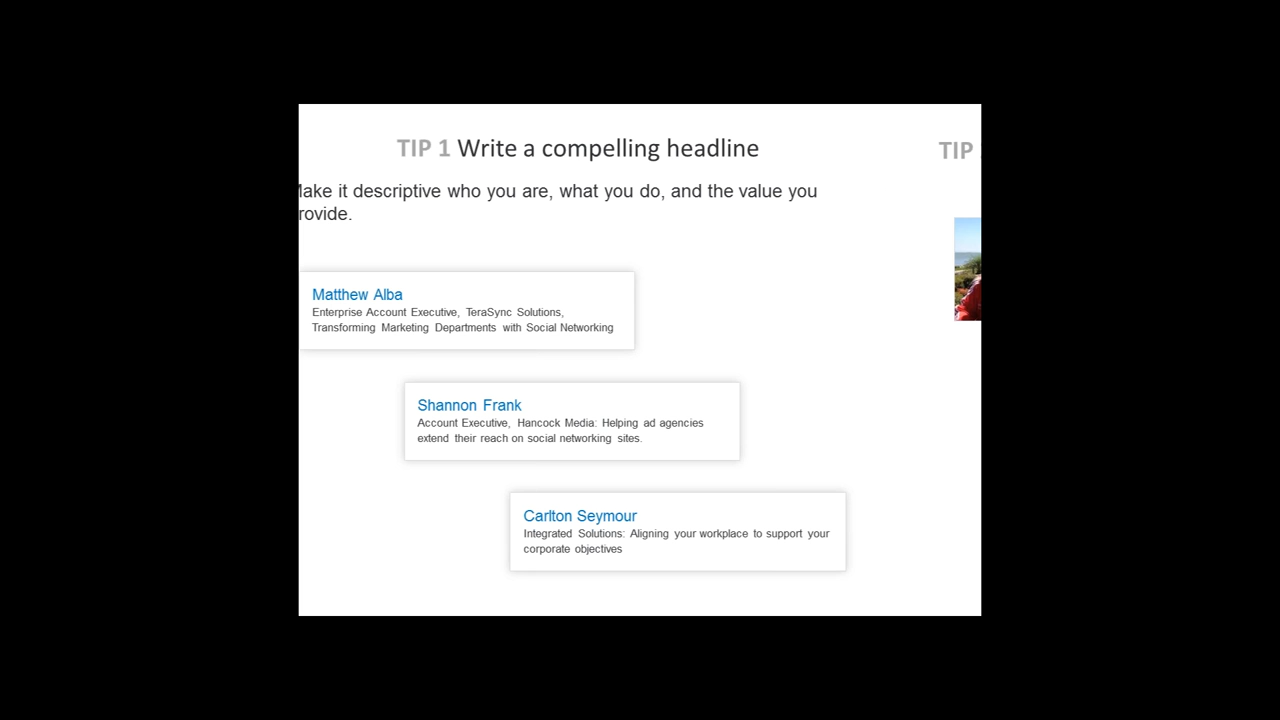 TIP 1 Write a compelling headline
TIP
Make it descriptive who you are, what you do, and the value you
rovide.
Matthew Alba
Enterprise Account Executive, TeraSync Solutions,
Transforming Marketing Departments with Social Networking
Shannon Frank
Account Executive, Hancock Media: Helping ad agencies
extend their reach on social networking sites.
Carlton Seymour
Integrated Solutions: Aligning your workplace to support your
corporate objectives